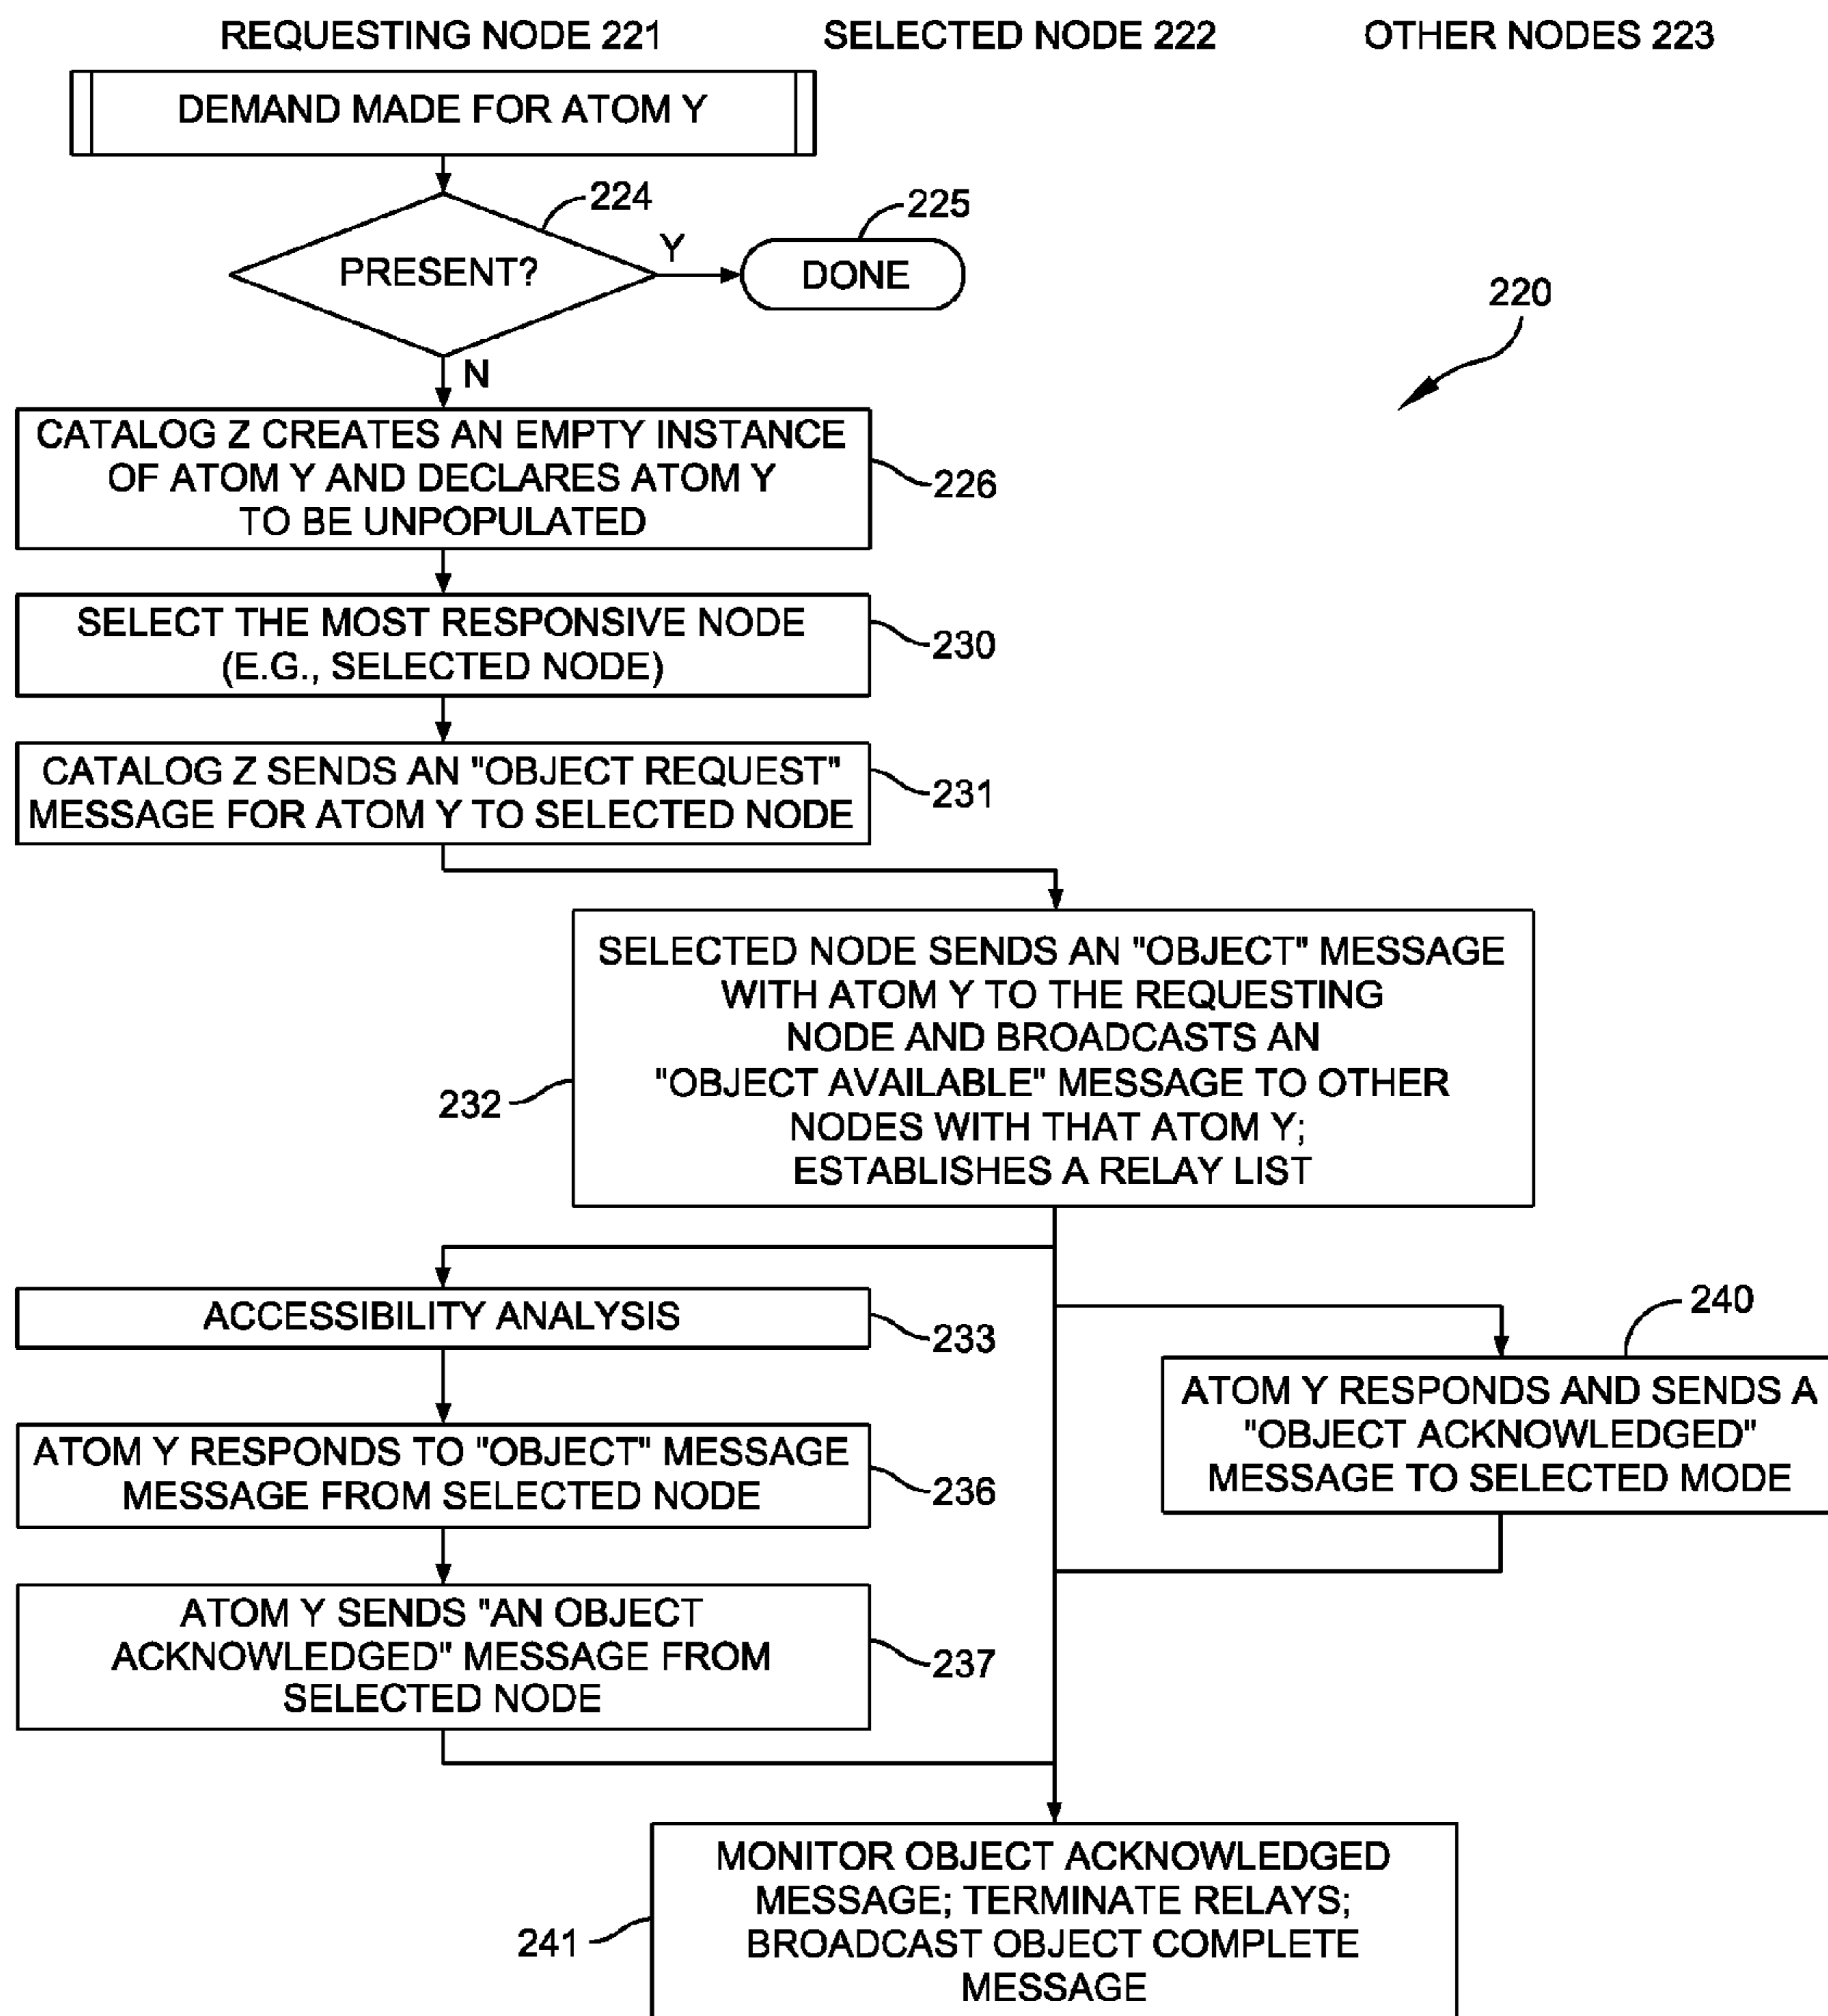 REQUESTING NODE 221
SELECTED NODE 222
OTHER NODES 223
DEMAND MADE FOR ATOM Y
224
PRESENT?
Y
225
DONE
220
N
CATALOG Z CREATES AN EMPTY INSTANCE
OF ATOM Y AND DECLARES ATOM Y
TO BE UNPOPULATED
226
SELECT THE MOST RESPONSIVE NODE
(E.G., SELECTED NODE)
230
CATALOG Z SENDS AN "OBJECT REQUEST"
MESSAGE FOR ATOM Y TO SELECTED NODE
231
SELECTED NODE SENDS AN "OBJECT" MESSAGE
WITH ATOM Y TO THE REQUESTING
NODE AND BROADCASTS AN
"OBJECT AVAILABLE" MESSAGE TO OTHER
NODES WITH THAT ATOM Y;
ESTABLISHES A RELAY LIST
232
ACCESSIBILITY ANALYSIS
233
240
ATOM Y RESPONDS AND SENDS A
"OBJECT ACKNOWLEDGED"
MESSAGE TO SELECTED MODE
ATOM Y RESPONDS TO "OBJECT" MESSAGE
MESSAGE FROM SELECTED NODE
236
ATOM Y SENDS "AN OBJECT
ACKNOWLEDGED" MESSAGE FROM
SELECTED NODE
237
MONITOR OBJECT ACKNOWLEDGED
MESSAGE; TERMINATE RELAYS;
BROADCAST OBJECT COMPLETE
MESSAGE
241